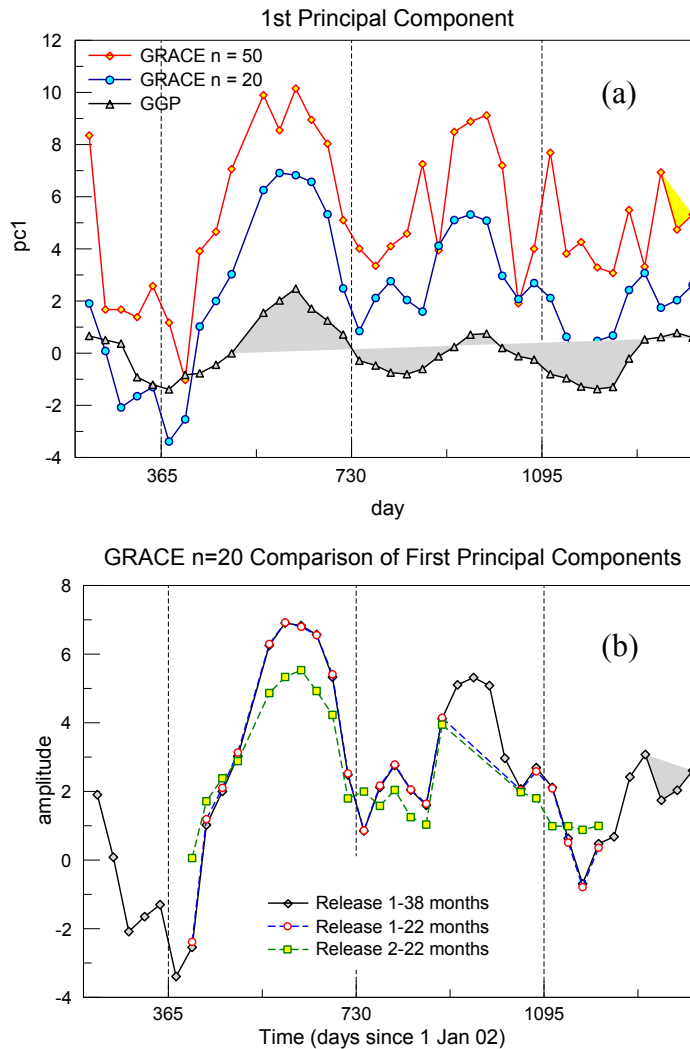 1st Principal Component
12
10
8
6
4
2
0
-2
-4
pc1
GRACE n = 50
GRACE n = 20
GGP
(a)
365
730
1095
day
GRACE n=20 Comparison of First Principal Components
8
6
4
2
0
-2
-4
amplitude
(b)
Release 1-38 months
Release 1-22 months
Release 2-22 months
365
730
1095
Time (days since 1 Jan 02)